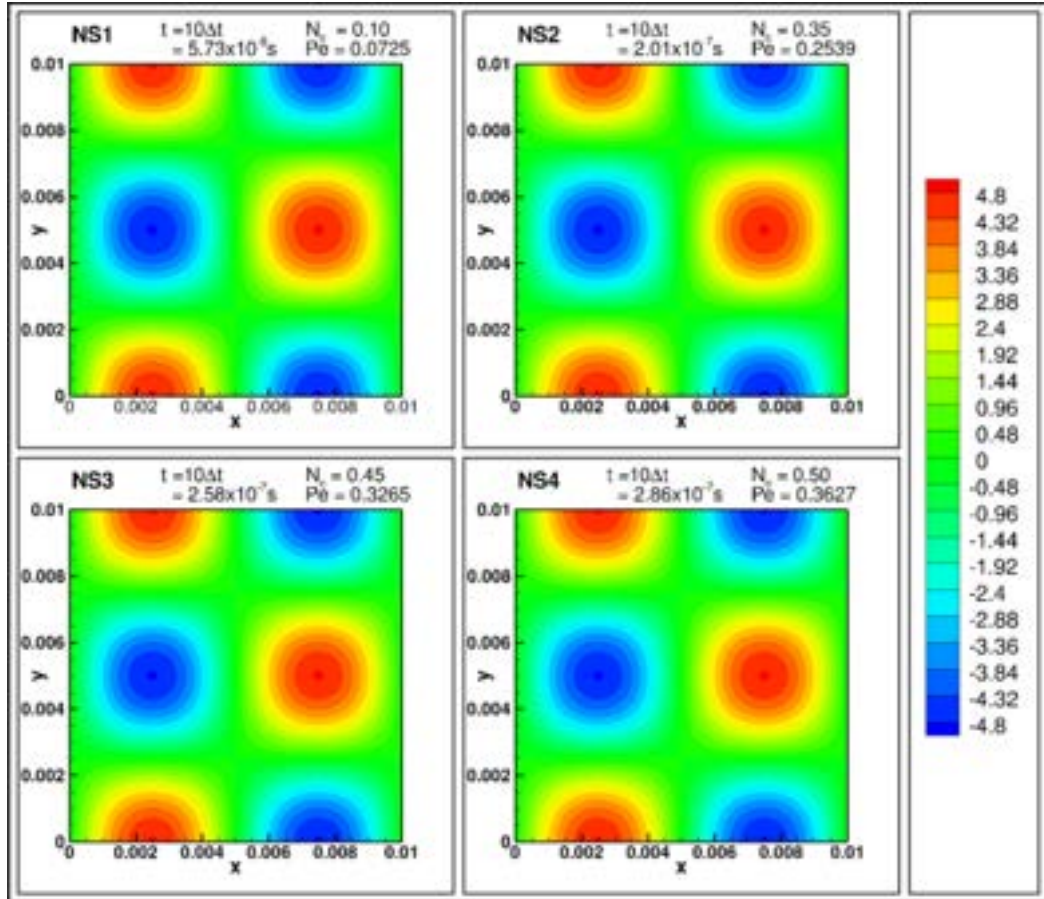 NS1 t =10Δt N_c = 0.10
= 5.73x10^-8 s Pe = 0.0725
0.01
0.008
0.006
y
0.004
0.002
0
0 0.002 0.004 0.006 0.008 0.01
x
NS2 t =10Δt N_c = 0.35
= 2.01x10^-7 s Pe = 0.2539
0.01
0.008
0.006
y
0.004
0.002
0
0 0.002 0.004 0.006 0.008 0.01
x
NS3 t =10Δt N_c = 0.45
= 2.58x10^-7 s Pe = 0.3265
0.01
0.008
0.006
y
0.004
0.002
0
0 0.002 0.004 0.006 0.008 0.01
x
NS4 t =10Δt N_c = 0.50
= 2.86x10^-7 s Pe = 0.3627
0.01
0.008
0.006
y
0.004
0.002
0
0 0.002 0.004 0.006 0.008 0.01
x
4.8
4.32
3.84
3.36
2.88
2.4
1.92
1.44
0.96
0.48
0
-0.48
-0.96
-1.44
-1.92
-2.4
-2.88
-3.36
-3.84
-4.32
-4.8